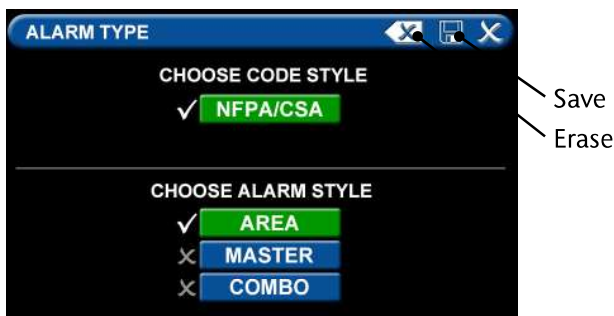 ALARM TYPE
CHOOSE CODE STYLE
NFPA/CSA
Save
Erase
CHOOSE ALARM STYLE
AREA
MASTER
COMBO